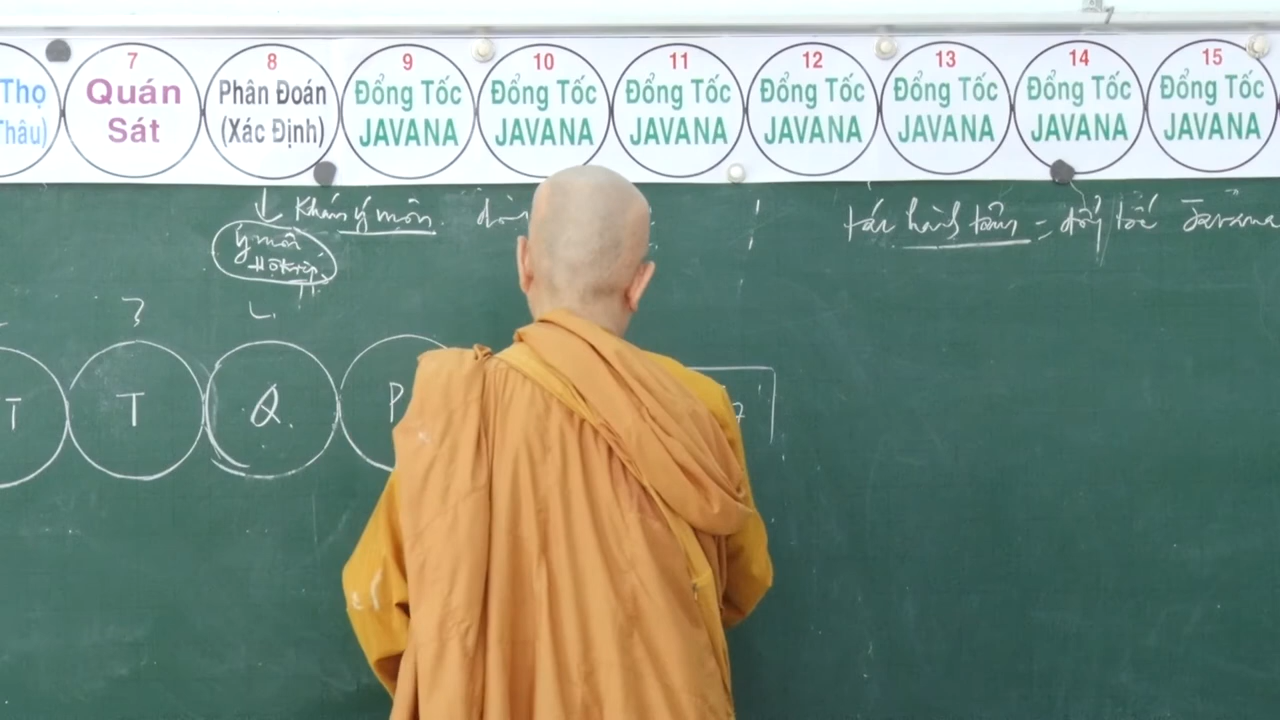 7 8 9 10 11 12 13 14 15
Thọ Quán Phân Đoán Đổng Tốc Đổng Tốc Đổng Tốc Đổng Tốc Đổng Tốc Đổng Tốc Đổng Tốc
Thâu) Sát (Xác Định) JAVANA JAVANA JAVANA JAVANA JAVANA JAVANA JAVANA
Khán ý môn hành tâm = đổng tốc Javana
ý môn
3
T T Q. P